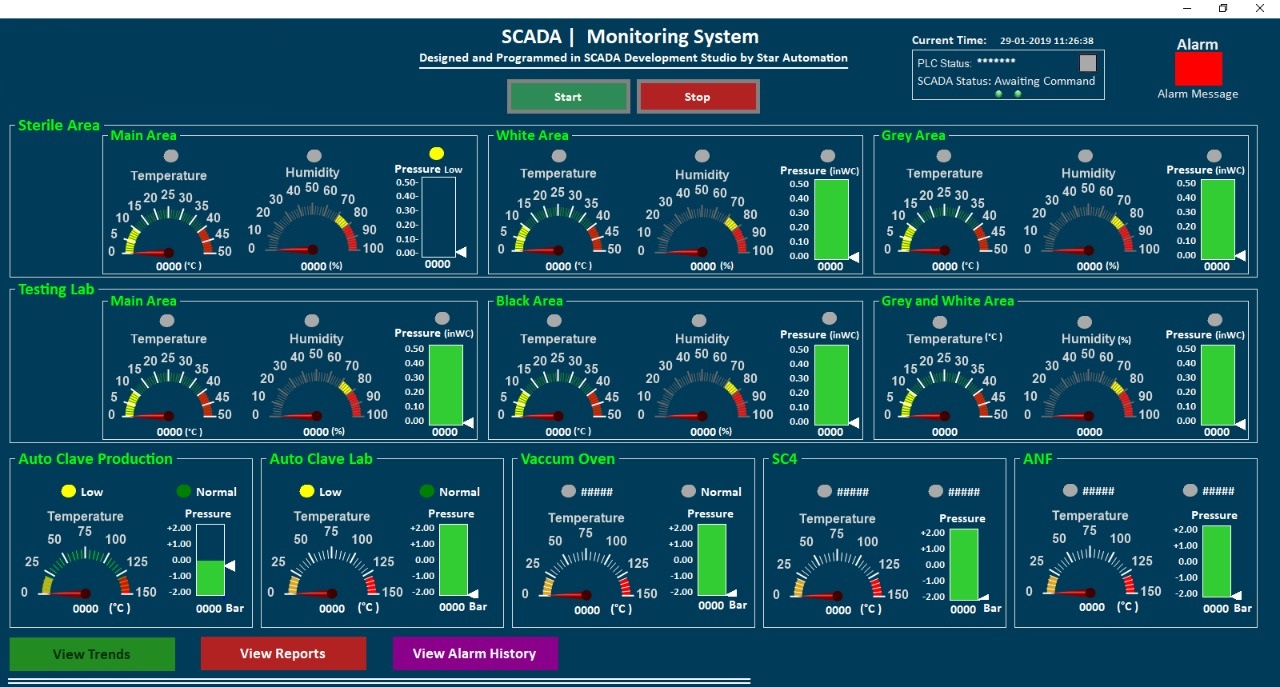 SCADA | Monitoring System
Designed and Programmed in SCADA Development Studio by Star Automation
Start
Stop
Current Time: 29-01-2019 11:26:38
PLC Status: *******
SCADA Status: Awaiting Command
Alarm
Alarm Message
Sterile Area
Main Area
Temperature
0 5 10 15 20 25 30 35 40 45 50
0000 (°C )
Humidity
0 10 20 30 40 50 60 70 80 90 100
0000 (%)
Pressure Low
0.50-
0.40-
0.30-
0.20-
0.10-
0.00-
0000
White Area
Temperature
0 5 10 15 20 25 30 35 40 45 50
0000 (°C )
Humidity
0 10 20 30 40 50 60 70 80 90 100
0000 (%)
Pressure (inWC)
0.50
0.40
0.30
0.20
0.10
0.00
0000
Grey Area
Temperature
0 5 10 15 20 25 30 35 40 45 50
0000 (°C )
Humidity
0 10 20 30 40 50 60 70 80 90 100
0000 (%)
Pressure (inWC)
0.50
0.40
0.30
0.20
0.10
0.00
0000
Testing Lab
Main Area
Temperature
0 5 10 15 20 25 30 35 40 45 50
0000 (°C )
Humidity
0 10 20 30 40 50 60 70 80 90 100
0000 (%)
Pressure (inWC)
0.50
0.40
0.30
0.20
0.10
0.00
0000
Black Area
Temperature
0 5 10 15 20 25 30 35 40 45 50
0000 (°C )
Humidity
0 10 20 30 40 50 60 70 80 90 100
0000 (%)
Pressure (inWC)
0.50
0.40
0.30
0.20
0.10
0.00
0000
Grey and White Area
Temperature (°C )
0 5 10 15 20 25 30 35 40 45 50
0000
Humidity (%)
0 10 20 30 40 50 60 70 80 90 100
0000
Pressure (inWC)
0.50
0.40
0.30
0.20
0.10
0.00
0000
Auto Clave Production
Low
Normal
Temperature
0 25 50 75 100 125 150
0000 (°C )
Pressure
+2.00
+1.00
0.00
-1.00
-2.00
0000 Bar
Auto Clave Lab
Low
Normal
Temperature
0 25 50 75 100 125 150
0000 (°C )
Pressure
+2.00
+1.00
0.00
-1.00
-2.00
0000 Bar
Vaccum Oven
#####
Normal
Temperature
0 25 50 75 100 125 150
0000 (°C )
Pressure
+2.00
+1.00
0.00
-1.00
-2.00
0000 Bar
SC4
#####
#####
Temperature
0 25 50 75 100 125 150
0000 (°C )
Pressure
+2.00
+1.00
0.00
-1.00
-2.00
0000 Bar
ANF
#####
#####
Temperature
0 25 50 75 100 125 150
0000 (°C )
Pressure
+2.00
+1.00
0.00
-1.00
-2.00
0000 Bar
View Trends
View Reports
View Alarm History